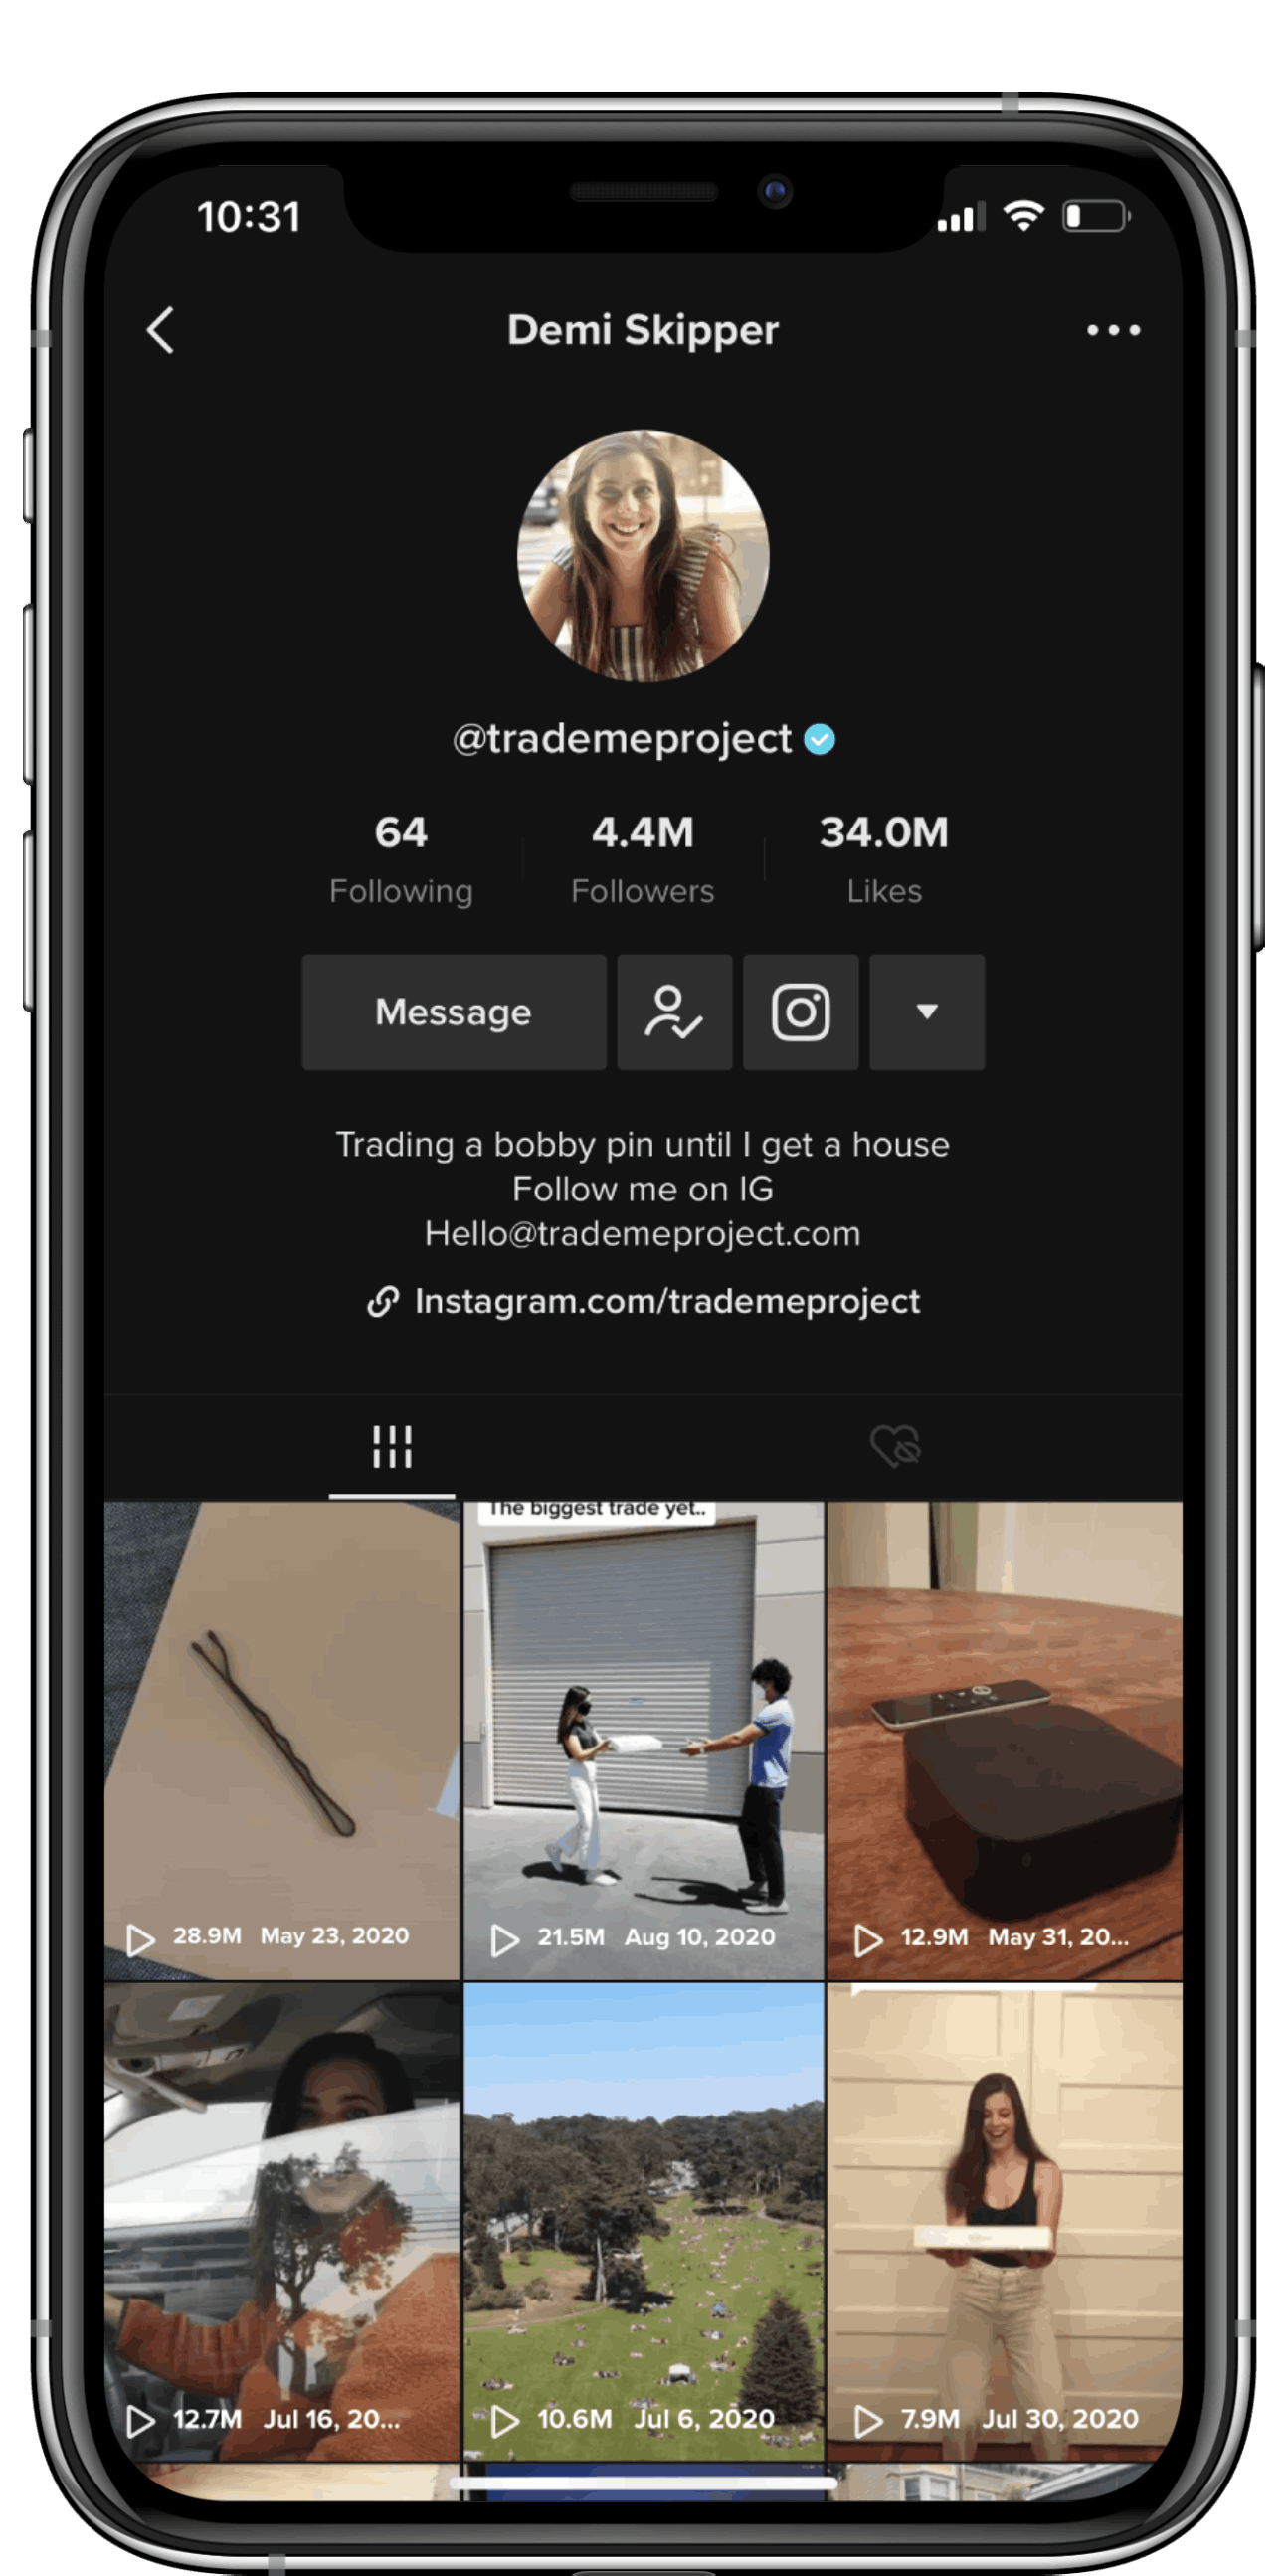 10:31
Demi Skipper
@trademeproject
64 4.4M 34.0M
Following Followers Likes
Message
Trading a bobby pin until I get a house
Follow me on IG
Hello@trademeproject.com
Instagram.com/trademeproject
The biggest trade yet..
28.9M May 23, 2020
21.5M Aug 10, 2020
12.9M May 31, 20...
12.7M Jul 16, 20...
10.6M Jul 6, 2020
7.9M Jul 30, 2020